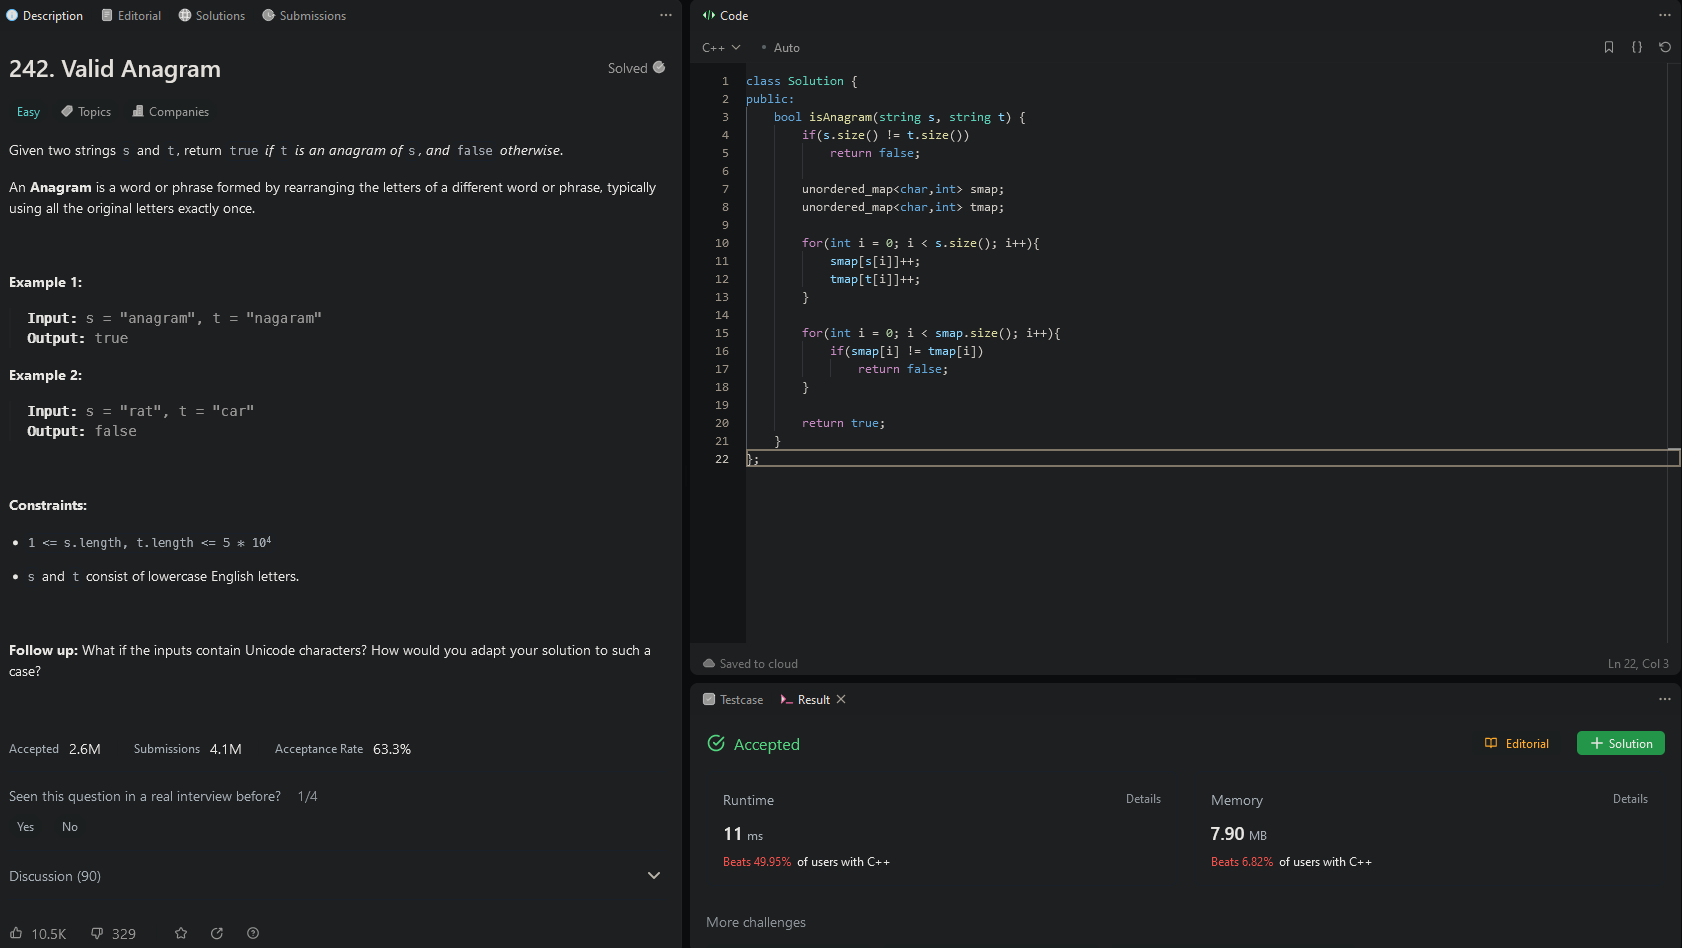 Description Editorial Solutions Submissions
242. Valid Anagram
Solved
Easy Topics Companies
Given two strings s and t, return true if t is an anagram of s, and false otherwise.
An Anagram is a word or phrase formed by rearranging the letters of a different word or phrase, typically
using all the original letters exactly once.
Example 1:
Input: s = "anagram", t = "nagaram"
Output: true
Example 2:
Input: s = "rat", t = "car"
Output: false
Constraints:
• 1 <= s.length, t.length <= 5 * 10⁴
• s and t consist of lowercase English letters.
Follow up: What if the inputs contain Unicode characters? How would you adapt your solution to such a
case?
Accepted 2.6M Submissions 4.1M Acceptance Rate 63.3%
Seen this question in a real interview before? 1/4
Yes No
Discussion (90)
10.5K 329
Code
C++ • Auto
1 class Solution {
2 public:
3     bool isAnagram(string s, string t) {
4         if(s.size() != t.size())
5             return false;
6
7         unordered_map<char,int> smap;
8         unordered_map<char,int> tmap;
9
10         for(int i = 0; i < s.size(); i++){
11             smap[s[i]]++;
12             tmap[t[i]]++;
13         }
14
15         for(int i = 0; i < smap.size(); i++){
16             if(smap[i] != tmap[i])
17                 return false;
18         }
19
20         return true;
21     }
22 };
Saved to cloud
Ln 22, Col 3
Testcase Result
Accepted
Editorial
Solution
Runtime Details
11 ms
Beats 49.95% of users with C++
Memory Details
7.90 MB
Beats 6.82% of users with C++
More challenges